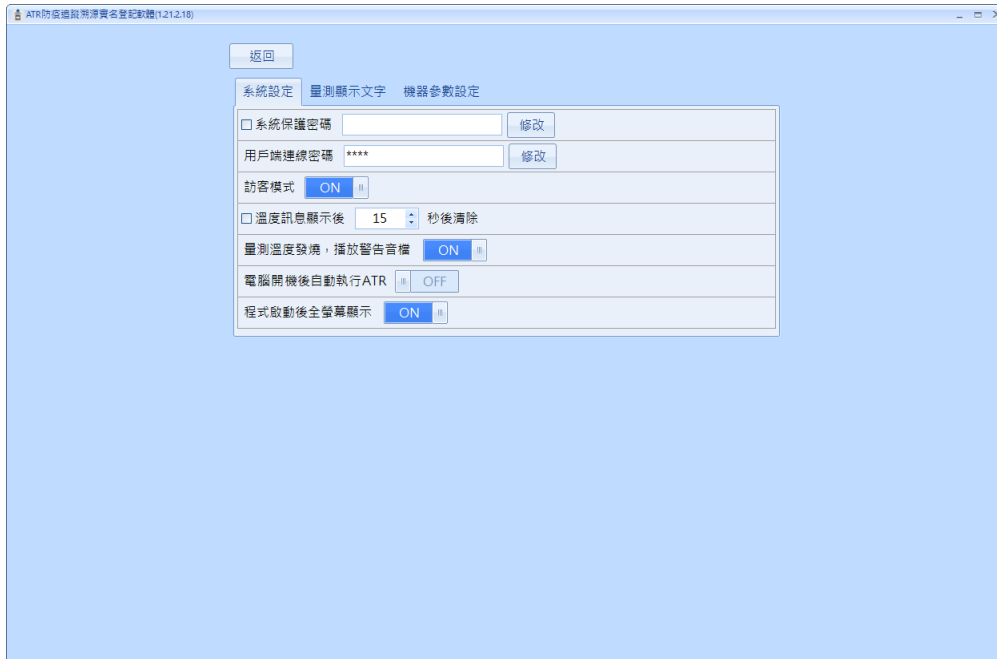 ATR防疫追蹤溯源實名登記軟體(1.21.2.18)
返回
系統設定 量測顯示文字 機器參數設定
系統保護密碼 修改
用戶端連線密碼 **** 修改
訪客模式 ON
溫度訊息顯示後 15 秒後清除
量測溫度發燒，播放警告音檔 ON
電腦開機後自動執行ATR OFF
程式啟動後全螢幕顯示 ON